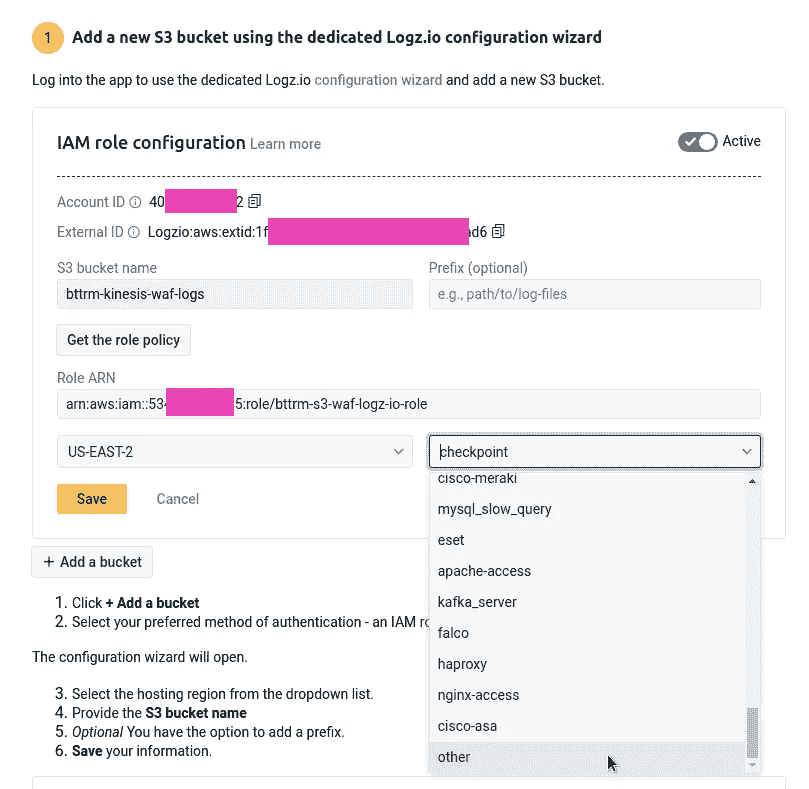 1 Add a new S3 bucket using the dedicated Logz.io configuration wizard
Log into the app to use the dedicated Logz.io configuration wizard and add a new S3 bucket.
IAM role configuration Learn more
Active
Account ID 40 2
External ID Logzio:aws:extid:1f d6
S3 bucket name
Prefix (optional)
bttrm-kinesis-waf-logs
e.g., path/to/log-files
Get the role policy
Role ARN
arn:aws:iam::534 5:role/bttrm-s3-waf-logz-io-role
US-EAST-2
checkpoint
Save
Cancel
cisco-meraki
mysql_slow_query
eset
apache-access
kafka_server
falco
haproxy
nginx-access
cisco-asa
other
+ Add a bucket
1. Click + Add a bucket
2. Select your preferred method of authentication - an IAM ro
The configuration wizard will open.
3. Select the hosting region from the dropdown list.
4. Provide the S3 bucket name
5. Optional You have the option to add a prefix.
6. Save your information.